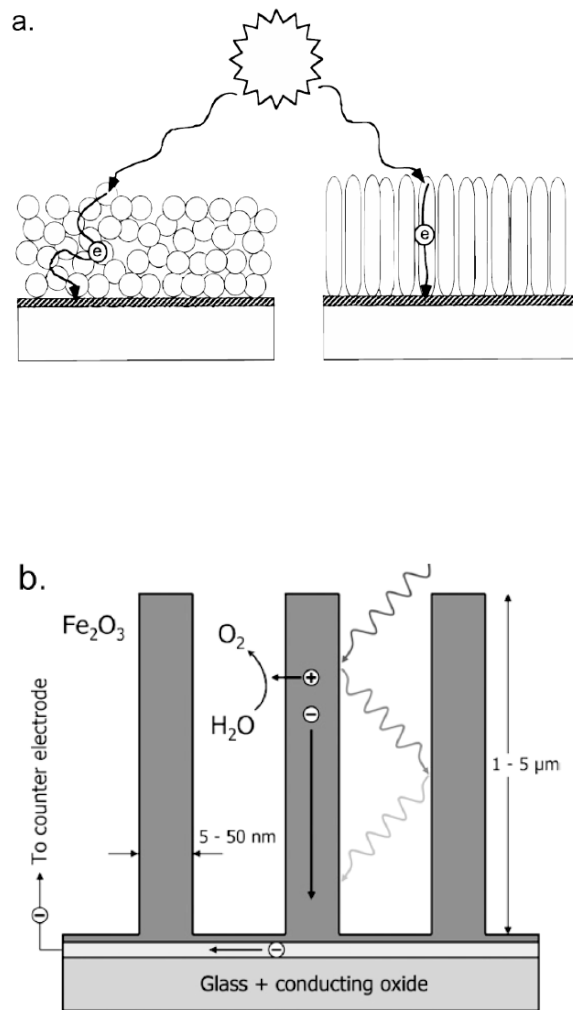 a.
e
e
b.
Fe₂O₃
O₂
H₂O
+
−
1 - 5 µm
5 - 50 nm
To counter electrode
−
−
Glass + conducting oxide